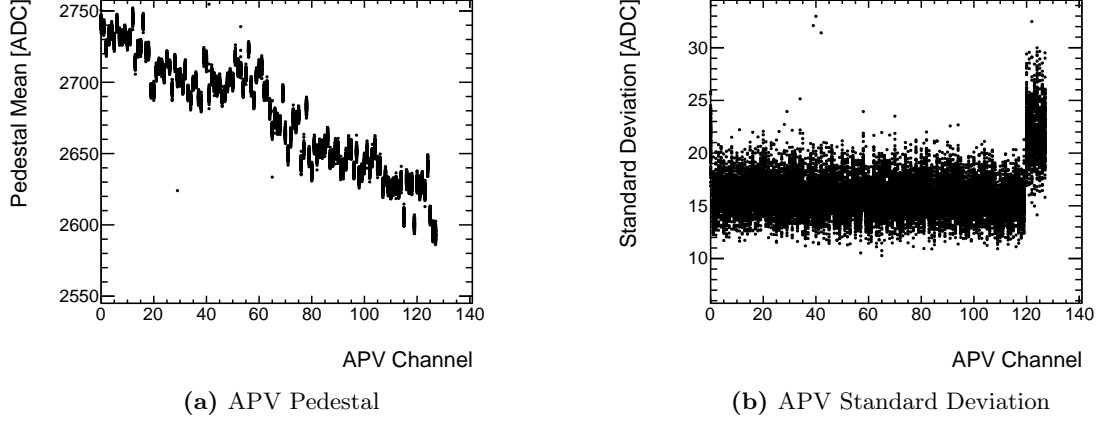 Pedestal Mean [ADC]
2750
2700
2650
2600
2550
0 20 40 60 80 100 120 140
APV Channel
(a) APV Pedestal
Standard Deviation [ADC]
30
25
20
15
10
0 20 40 60 80 100 120 140
APV Channel
(b) APV Standard Deviation